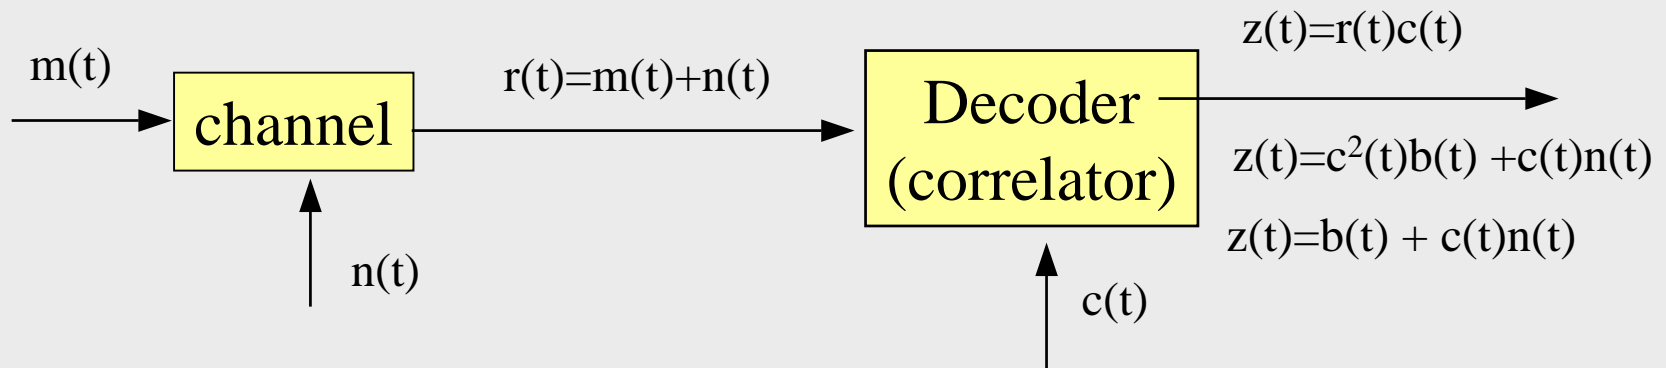 m(t)
channel
n(t)
r(t)=m(t)+n(t)
Decoder
(correlator)
c(t)
z(t)=r(t)c(t)
z(t)=c²(t)b(t) +c(t)n(t)
z(t)=b(t) + c(t)n(t)